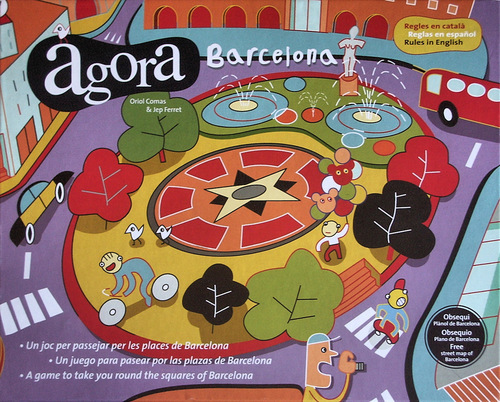 àgora
Barcelona
Oriol Comas
& Jep Ferret
Regles en català
Reglas en español
Rules in English
• Un joc per passejar per les places de Barcelona
• Un juego para pasear por las plazas de Barcelona
• A game to take you round the squares of Barcelona
Obsequi
Plànol de Barcelona
Obsequio
Plano de Barcelona
Free
street map of
Barcelona